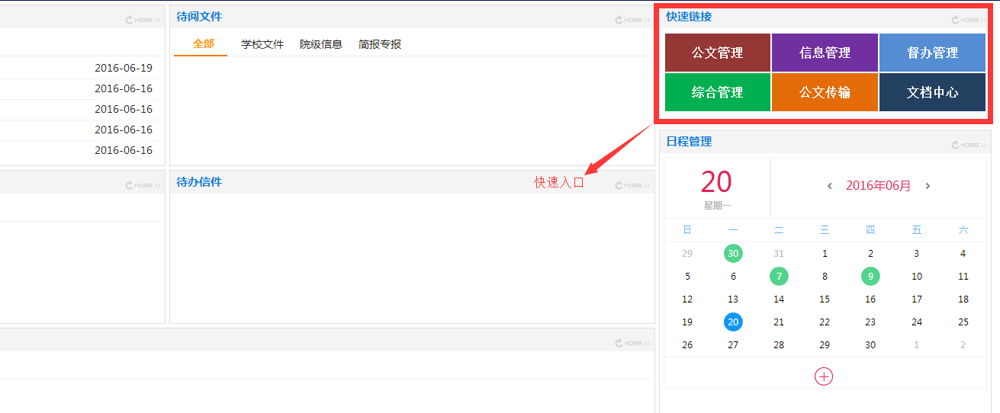 MORE >>
2016-06-19
2016-06-16
2016-06-16
2016-06-16
2016-06-16
MORE >>
待阅文件 MORE >>
全部 学校文件 院级信息 简报专报
待办信件 快速入口 MORE >>
MORE >>
快速链接 MORE >>
公文管理 信息管理 督办管理
综合管理 公文传输 文档中心
日程管理 MORE >>
20
星期一
2016年06月
日 一 二 三 四 五 六
29 30 31 1 2 3 4
5 6 7 8 9 10 11
12 13 14 15 16 17 18
19 20 21 22 23 24 25
26 27 28 29 30 1 2